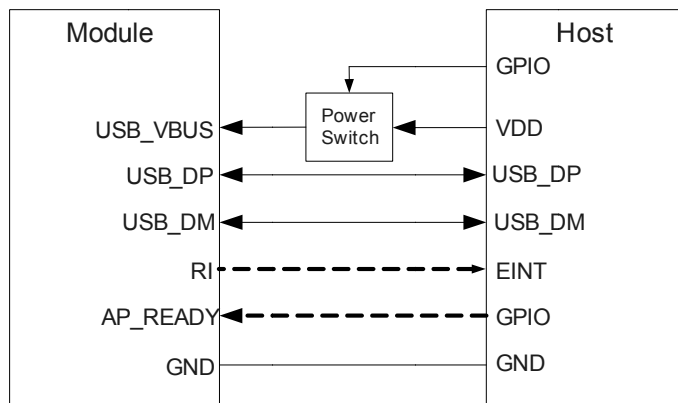 Module
Host
GPIO
Power
Switch
USB_VBUS
VDD
USB_DP
USB_DP
USB_DM
USB_DM
RI
EINT
AP_READY
GPIO
GND
GND